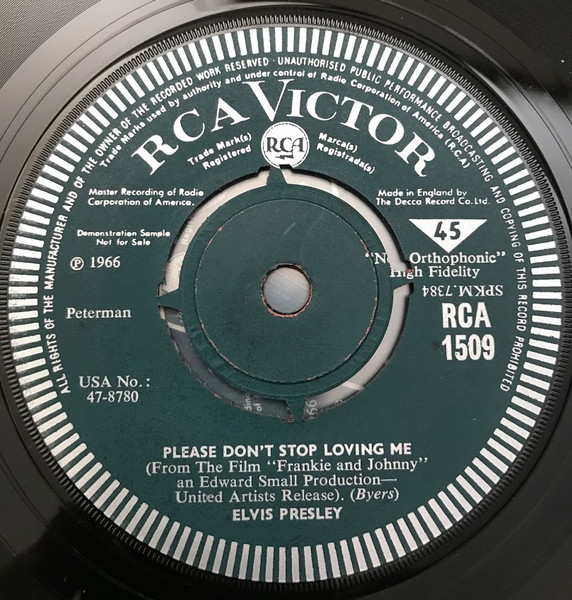 ALL RIGHTS OF THE MANUFACTURER AND OF THE OWNER OF THE RECORDED WORK RESERVED · UNAUTHORISED PUBLIC PERFORMANCE BROADCASTING AND COPYING OF THIS RECORD PROHIBITED
Trade Marks used by authority and under control of Radio Corporation of America (R.C.A)
RCA VICTOR
Trade Mark(s)
Registered
RCA
Marca(s)
Registrada(s)
Master Recording of Radio
Corporation of America.
Made in England by
The Decca Record Co. Ltd.
Demonstration Sample
Not for Sale
45
Ⓟ 1966
Orthophonic"
High Fidelity
SPKM.7384
Peterman
RCA
1509
USA No.:
47-8780
PLEASE DON'T STOP LOVING ME
(From The Film "Frankie and Johnny"
an Edward Small Production—
United Artists Release). (Byers)
ELVIS PRESLEY